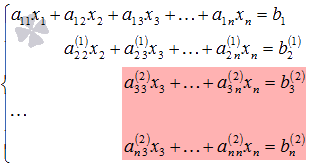 a₁₁x₁ + a₁₂x₂ + a₁₃x₃ + … + a₁ₙxₙ = b₁
a₂₂⁽¹⁾x₂ + a₂₃⁽¹⁾x₃ + … + a₂ₙ⁽¹⁾xₙ = b₂⁽¹⁾
a₃₃⁽²⁾x₃ + … + a₃ₙ⁽²⁾xₙ = b₃⁽²⁾
…
aₙ₃⁽²⁾x₃ + … + aₙₙ⁽²⁾xₙ = bₙ⁽²⁾